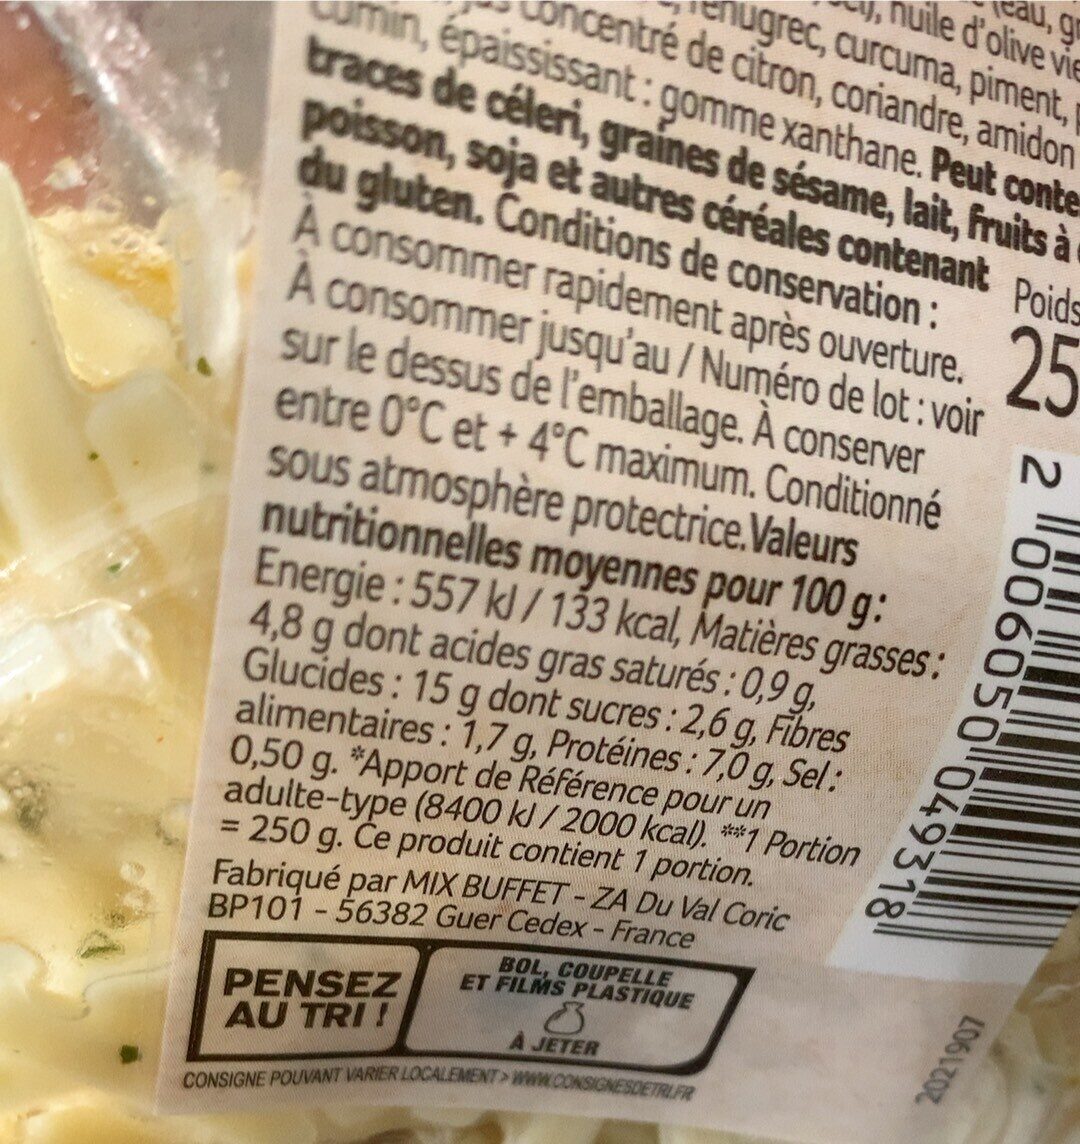 (eau,
huile d'olive
fenugrec, curcuma, piment,
concentré de citron, coriandre, amidon
cumin, épaississant : gomme xanthane. Peut
traces de céleri, graines de sésame, lait, fruits à
poisson, soja et autres céréales contenant
du gluten. Conditions de conservation :
À consommer rapidement après ouverture.
À consommer jusqu'au / Numéro de lot : voir
sur le dessus de l'emballage. À conserver
entre 0°C et + 4°C maximum. Conditionné
sous atmosphère protectrice. Valeurs
nutritionnelles moyennes pour 100 g :
Energie : 557 kJ / 133 kcal, Matières grasses :
4,8 g dont acides gras saturés : 0,9 g,
Glucides : 15 g dont sucres : 2,6 g, Fibres
alimentaires : 1,7 g, Protéines : 7,0 g, Sel :
0,50 g. *Apport de Référence pour un
adulte-type (8400 kJ / 2000 kcal). **1 Portion
= 250 g. Ce produit contient 1 portion.
Fabriqué par MIX BUFFET - ZA Du Val Coric
BP101 - 56382 Guer Cedex - France
PENSEZ
AU TRI !
BOL, COUPELLE
ET FILMS PLASTIQUE
À JETER
CONSIGNE POUVANT VARIER LOCALEMENT > WWW.CONSIGNESDETRI.FR
Poids
25
2 006050 049318
2021907